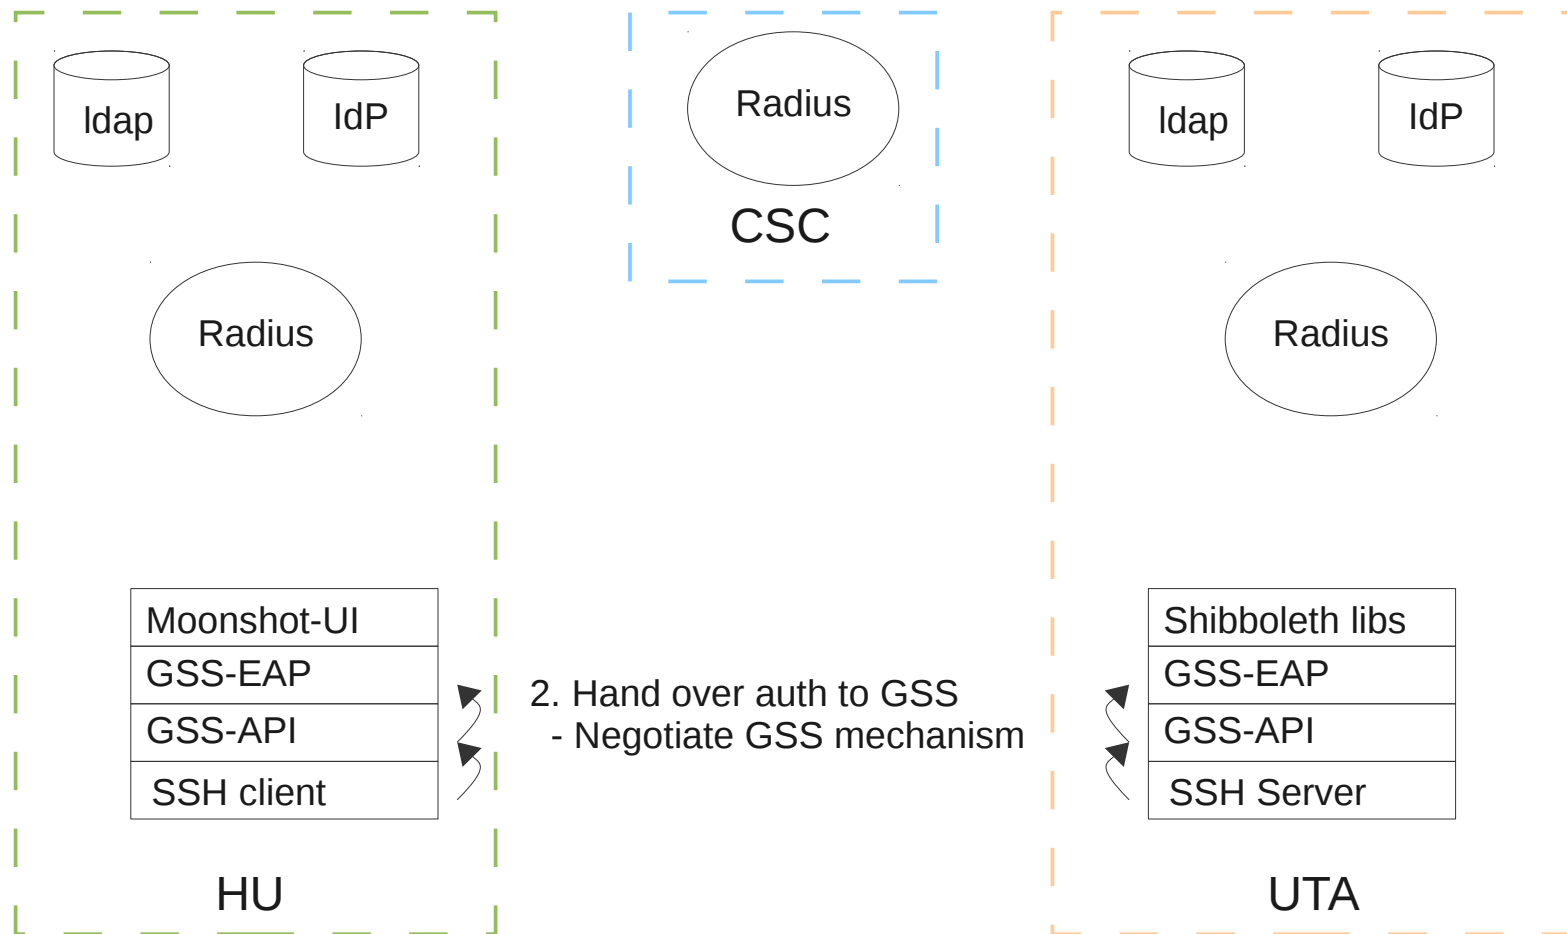 ldap
IdP
Radius
Moonshot-UI
GSS-EAP
GSS-API
SSH client
HU
Radius
CSC
2. Hand over auth to GSS
- Negotiate GSS mechanism
ldap
IdP
Radius
Shibboleth libs
GSS-EAP
GSS-API
SSH Server
UTA